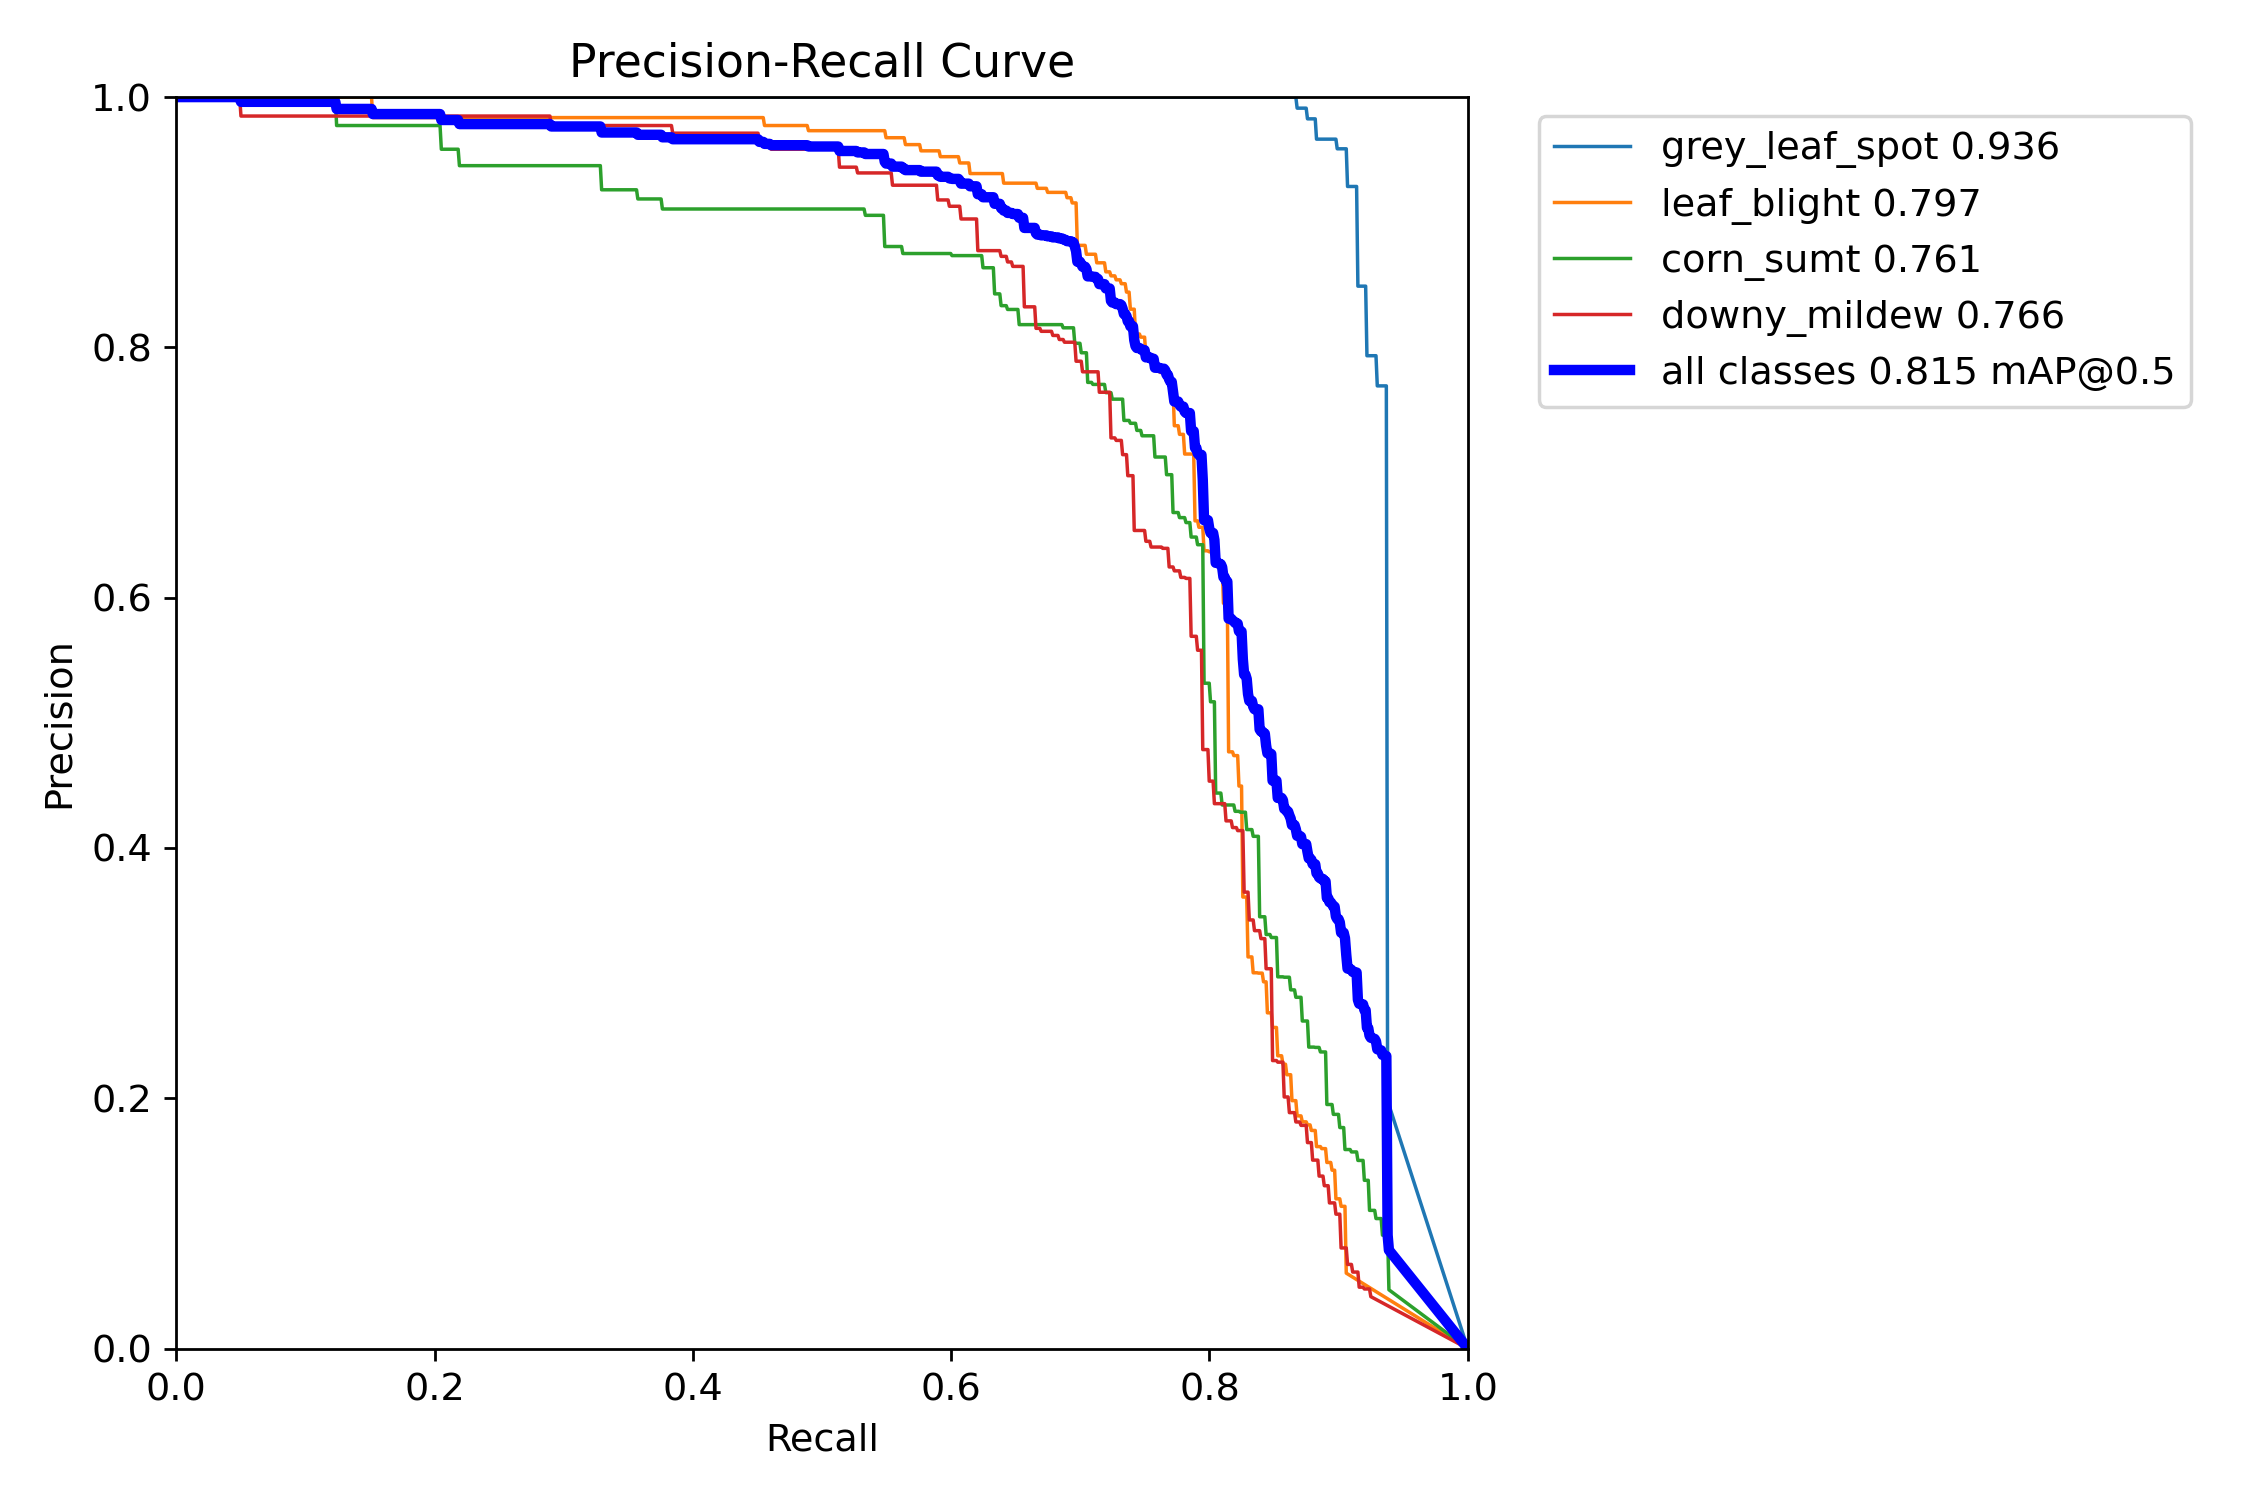 Precision-Recall Curve
1.0
0.8
0.6
0.4
0.2
0.0
Precision
0.0 0.2 0.4 0.6 0.8 1.0
Recall
grey_leaf_spot 0.936
leaf_blight 0.797
corn_sumt 0.761
downy_mildew 0.766
all classes 0.815 mAP@0.5